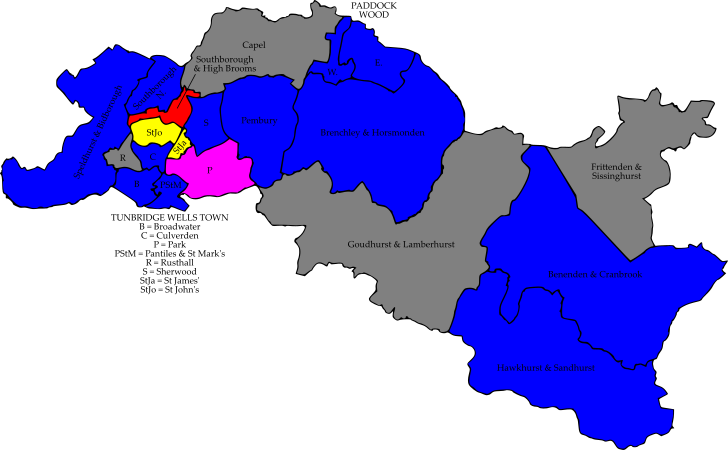 PADDOCK
WOOD
Capel
Southborough
& High Brooms
W
E
Southborough
N
Speldhurst & Bidborough
StJo
S
Pembury
Brenchley & Horsmonden
StJa
C
R
P
B
PStM
Frittenden &
Sissinghurst
TUNBRIDGE WELLS TOWN
B = Broadwater
C = Culverden
P = Park
PStM = Pantiles & St Mark's
R = Rusthall
S = Sherwood
StJa = St James'
StJo = St John's
Goudhurst & Lamberhurst
Benenden & Cranbrook
Hawkhurst & Sandhurst